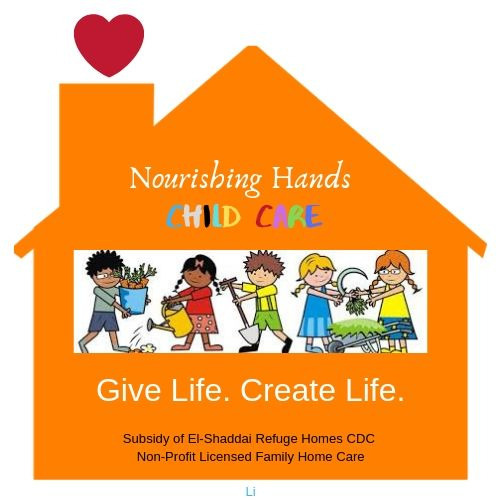 Nourishing Hands
CHILD CARE
Give Life. Create Life.
Subsidy of El-Shaddai Refuge Homes CDC
Non-Profit Licensed Family Home Care
Li